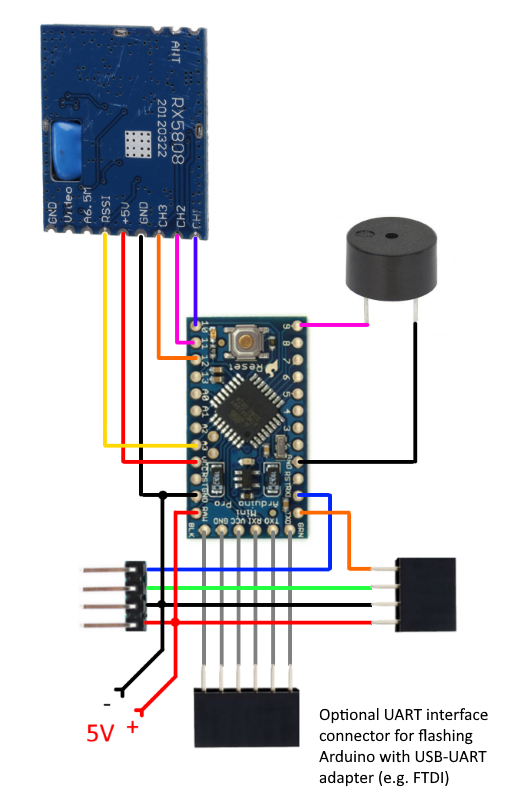 ANT
RX5808
20120322
GND
Video
A6.5M
RSSI
+5V
GND
CH3
CH2
CH1
10
11
12
13
A0
A1
A2
A3
VCC
RST
GND
RAW
9
8
7
6
5
4
3
GND
RST
RXI
TXO
Reset
Arduino Pro
Mini
BLK
GND
VCC
RXI
TXO
GRN
-
5V +
Optional UART interface
connector for flashing
Arduino with USB-UART
adapter (e.g. FTDI)